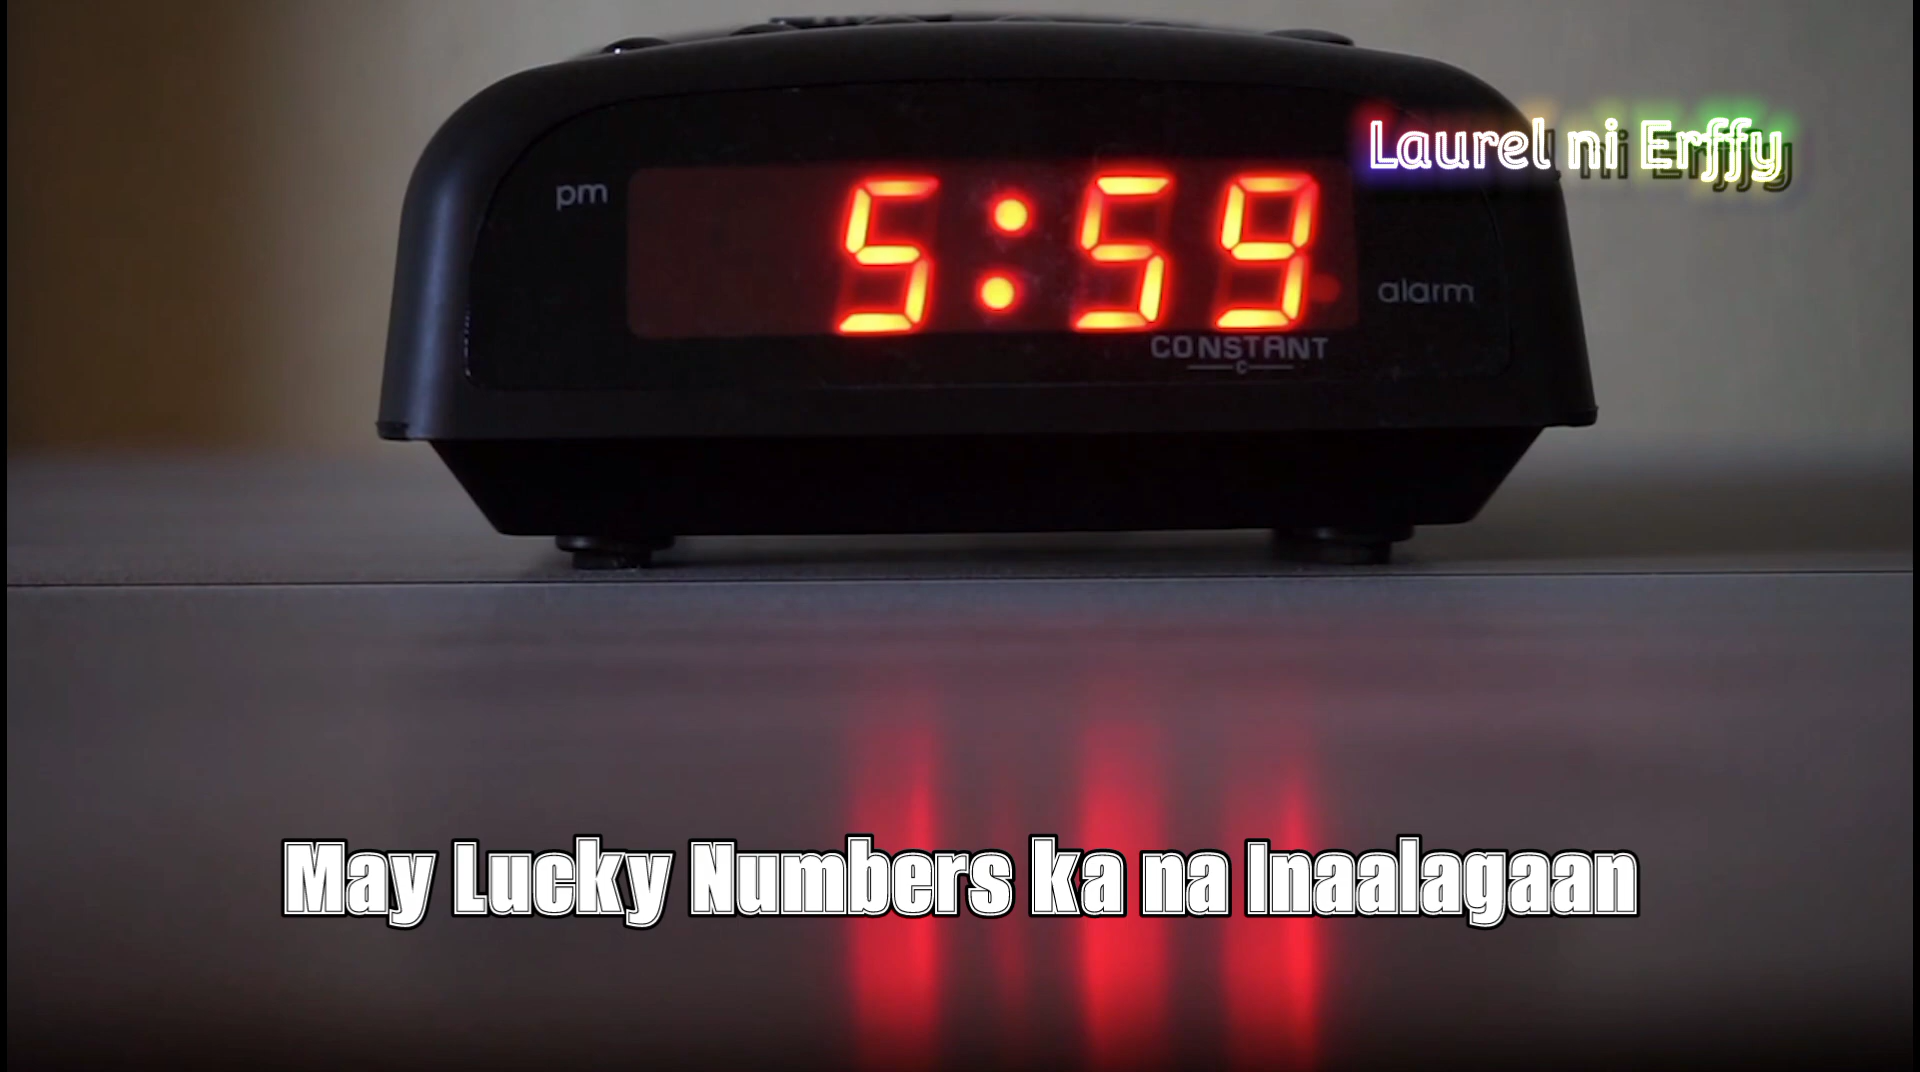 Laurel ni Erffy
pm
5:59
alarm
CONSTANT
C
May Lucky Numbers ka na Inaalagaan